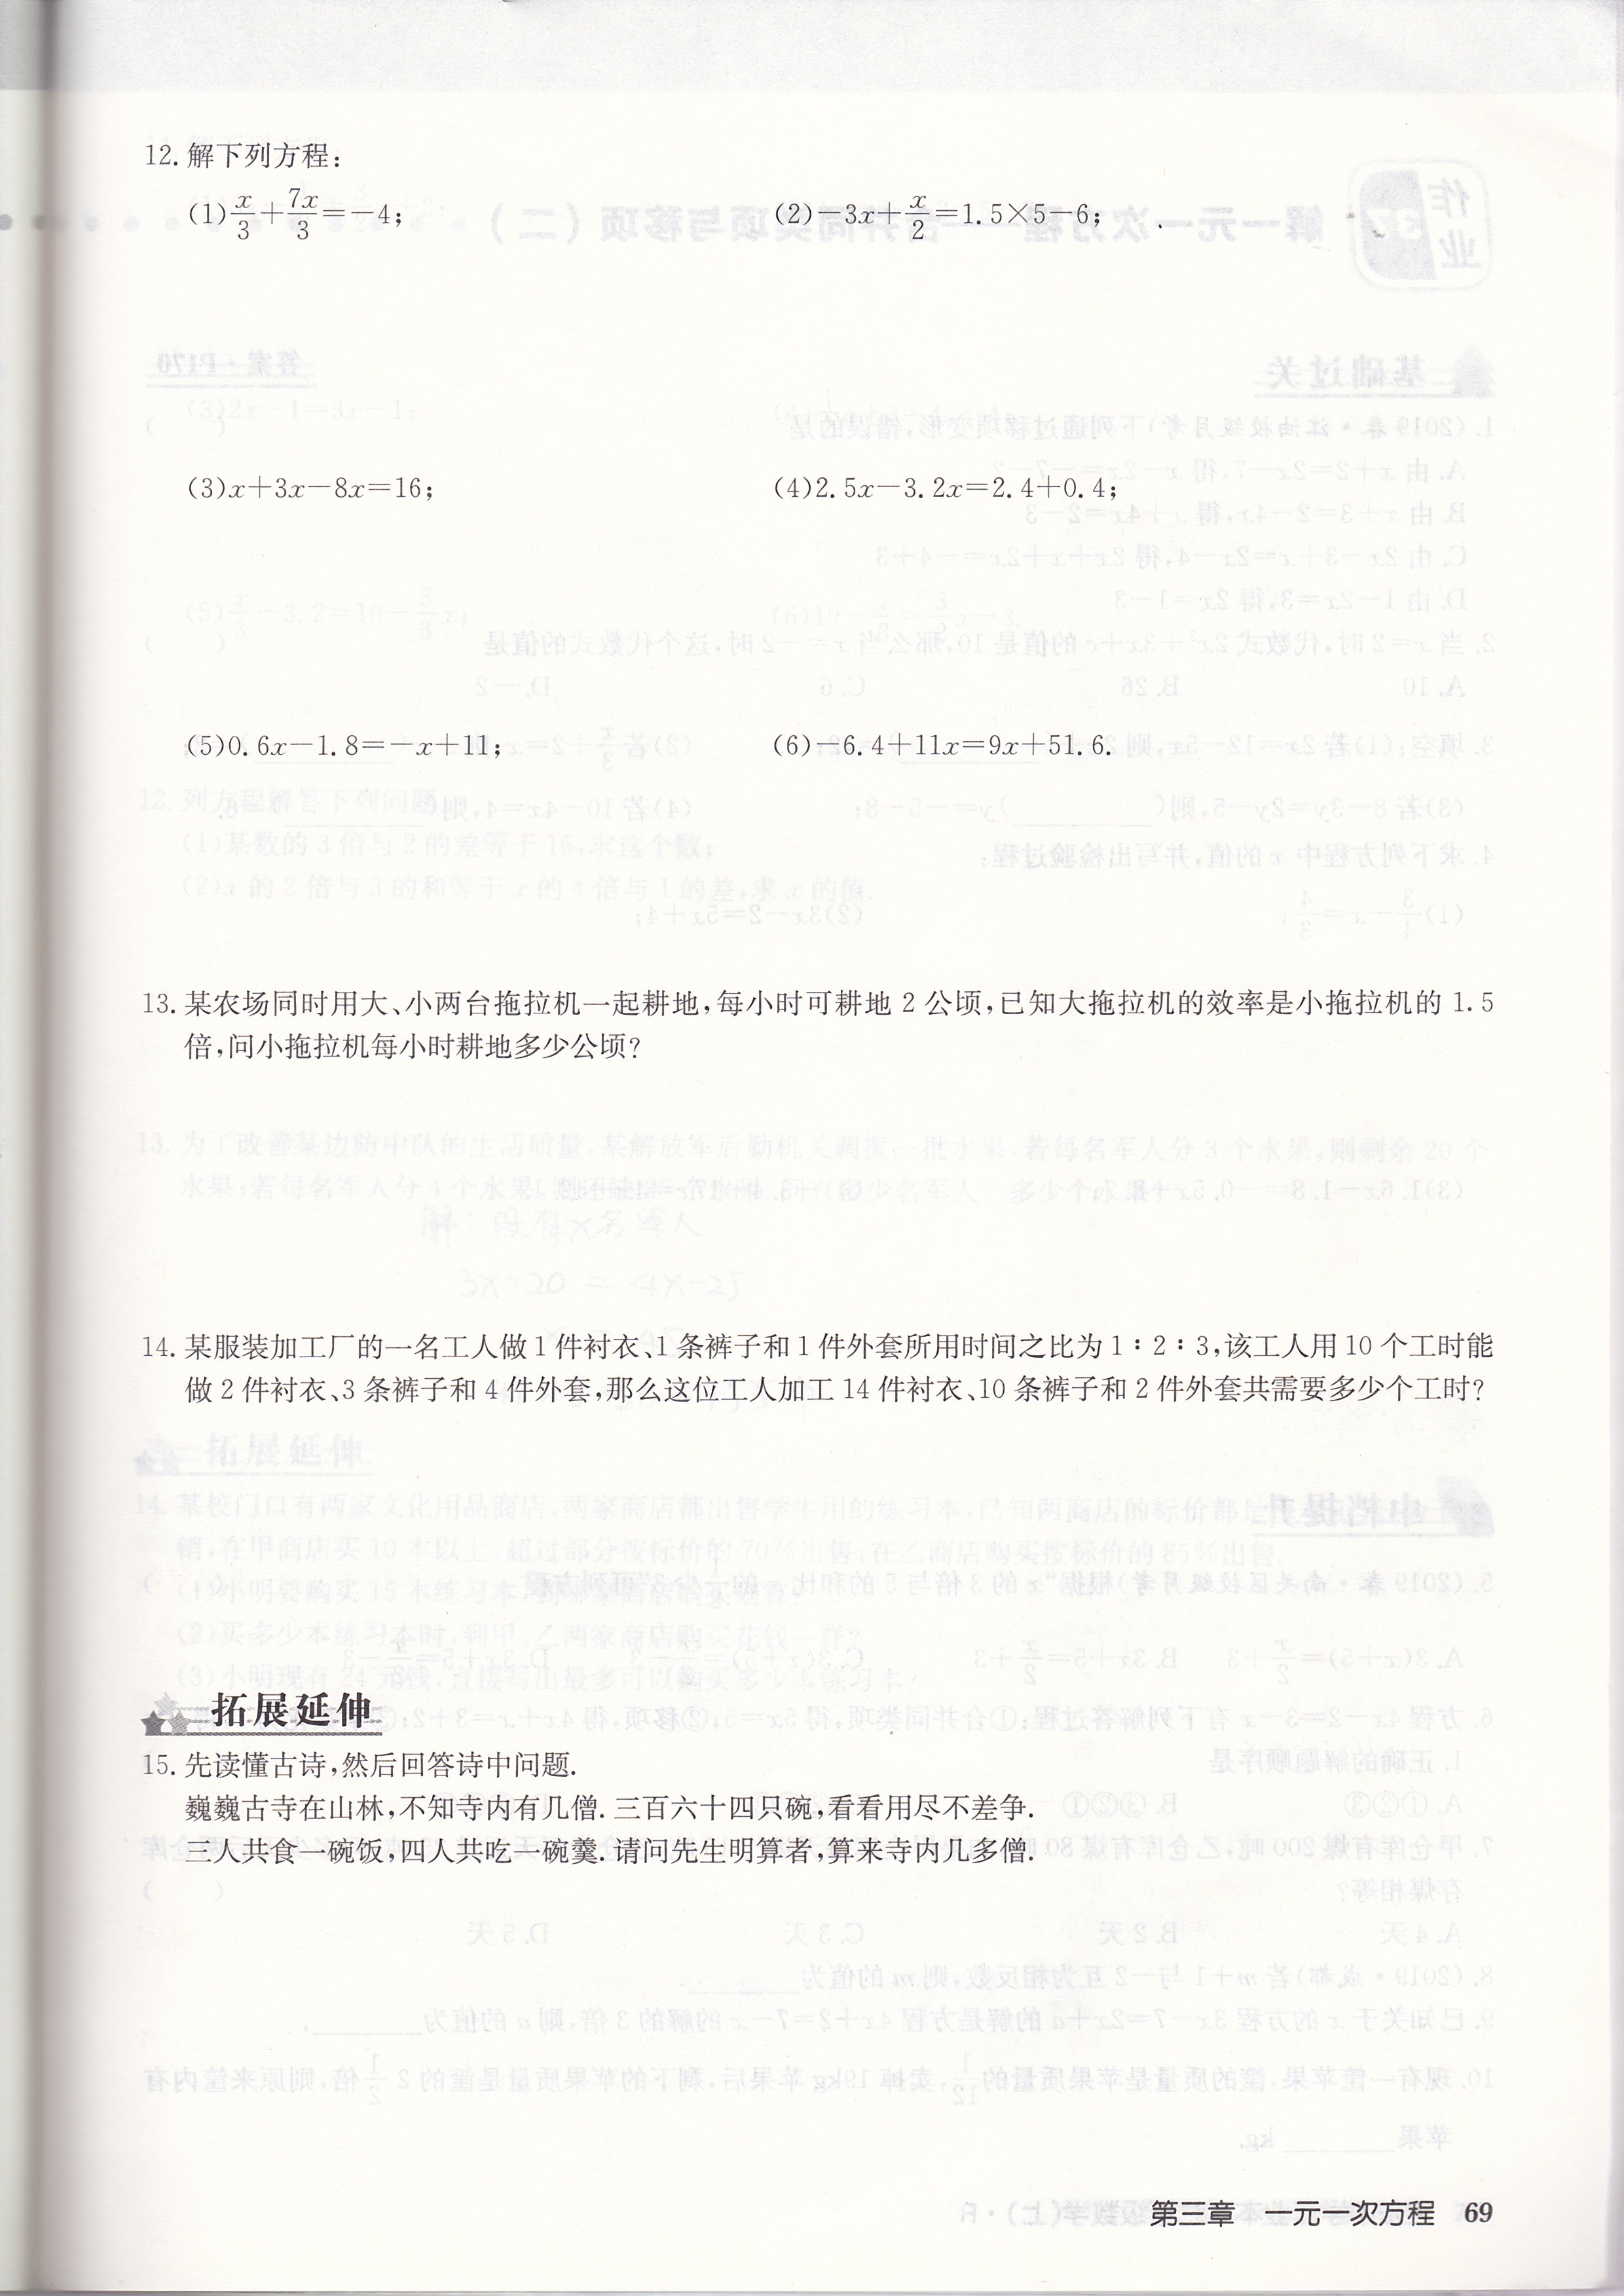 12. 解下列方程：
(1) x/3+7x/3=-4；  (2)-3x+x/2=1.5×5-6；
(3)x+3x-8x=16；  (4)2.5x-3.2x=2.4+0.4；
(5)0.6x-1.8=-x+11；  (6)-6.4+11x=9x+51.6.
13. 某农场同时用大、小两台拖拉机一起耕地，每小时可耕地 2 公顷，已知大拖拉机的效率是小拖拉机的 1.5
倍，问小拖拉机每小时耕地多少公顷？
14. 某服装加工厂的一名工人做 1 件衬衣、1 条裤子和 1 件外套所用时间之比为 1∶2∶3，该工人用 10 个工时能
做 2 件衬衣、3 条裤子和 4 件外套，那么这位工人加工 14 件衬衣、10 条裤子和 2 件外套共需要多少个工时？
拓展延伸
15. 先读懂古诗，然后回答诗中问题.
巍巍古寺在山林，不知寺内有几僧. 三百六十四只碗，看看用尽不差争.
三人共食一碗饭，四人共吃一碗羹. 请问先生明算者，算来寺内几多僧.
第三章 一元一次方程 69